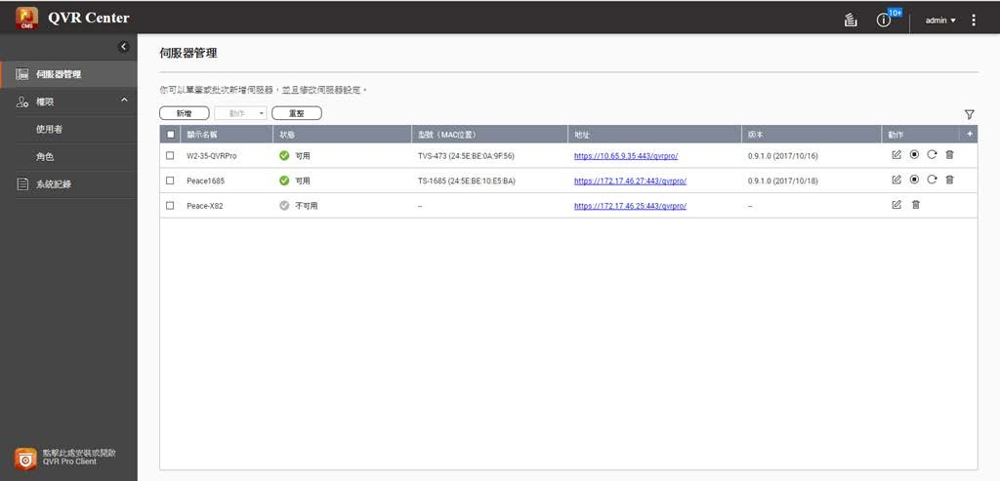 CMS
QVR Center
10+
admin
伺服器管理
權限
使用者
角色
系統記錄
點擊此處安裝或開啟
QVR Pro Client
伺服器管理
你可以單筆或批次新增伺服器，並且修改伺服器設定。
新增 動作 重整
顯示名稱 狀態 型號（MAC位置） 地址 版本 動作 +
W2-35-QVRPro 可用 TVS-473 (24:5E:BE:0A:9F:56) https://10.65.9.35:443/qvrpro/ 0.9.1.0 (2017/10/16)
Peace1685 可用 TS-1685 (24:5E:BE:10:E5:BA) https://172.17.46.27:443/qvrpro/ 0.9.1.0 (2017/10/18)
Peace-X82 不可用 -- https://172.17.46.25:443/qvrpro/ --